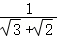 1
√3 + √2